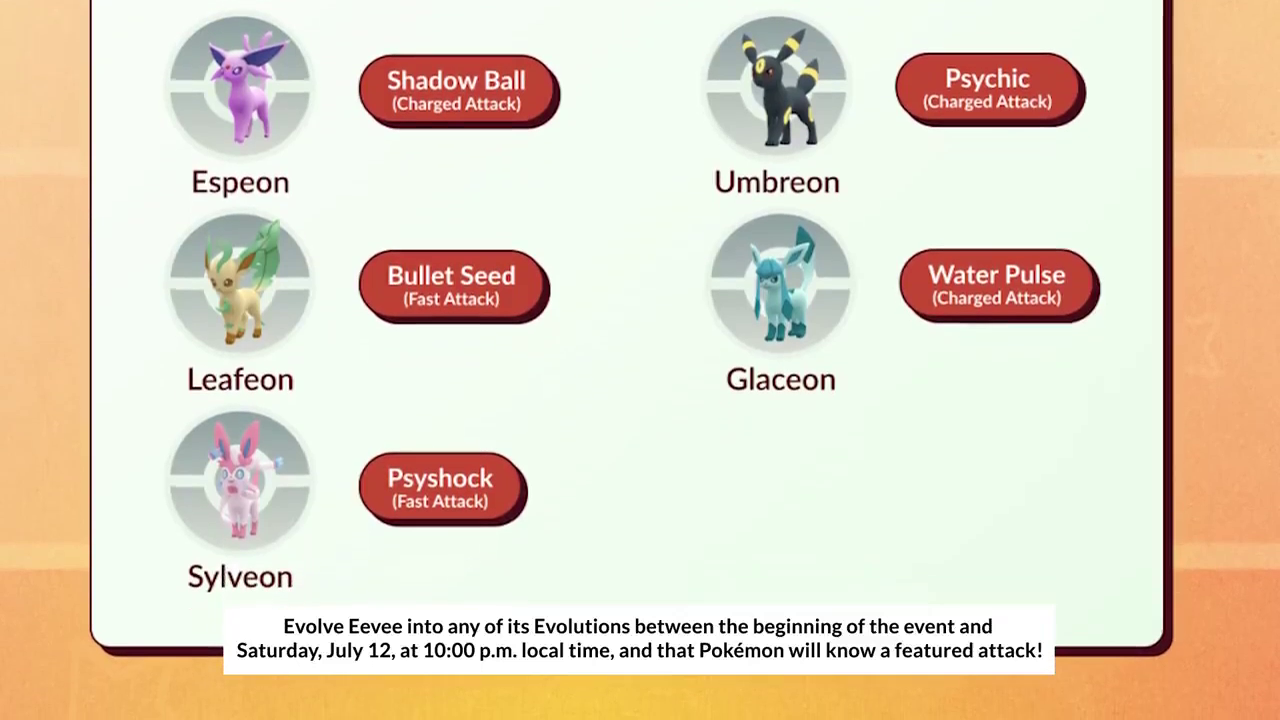 Shadow Ball
(Charged Attack)
Psychic
(Charged Attack)
Espeon
Umbreon
Bullet Seed
(Fast Attack)
Water Pulse
(Charged Attack)
Leafeon
Glaceon
Psyshock
(Fast Attack)
Sylveon
Evolve Eevee into any of its Evolutions between the beginning of the event and
Saturday, July 12, at 10:00 p.m. local time, and that Pokémon will know a featured attack!